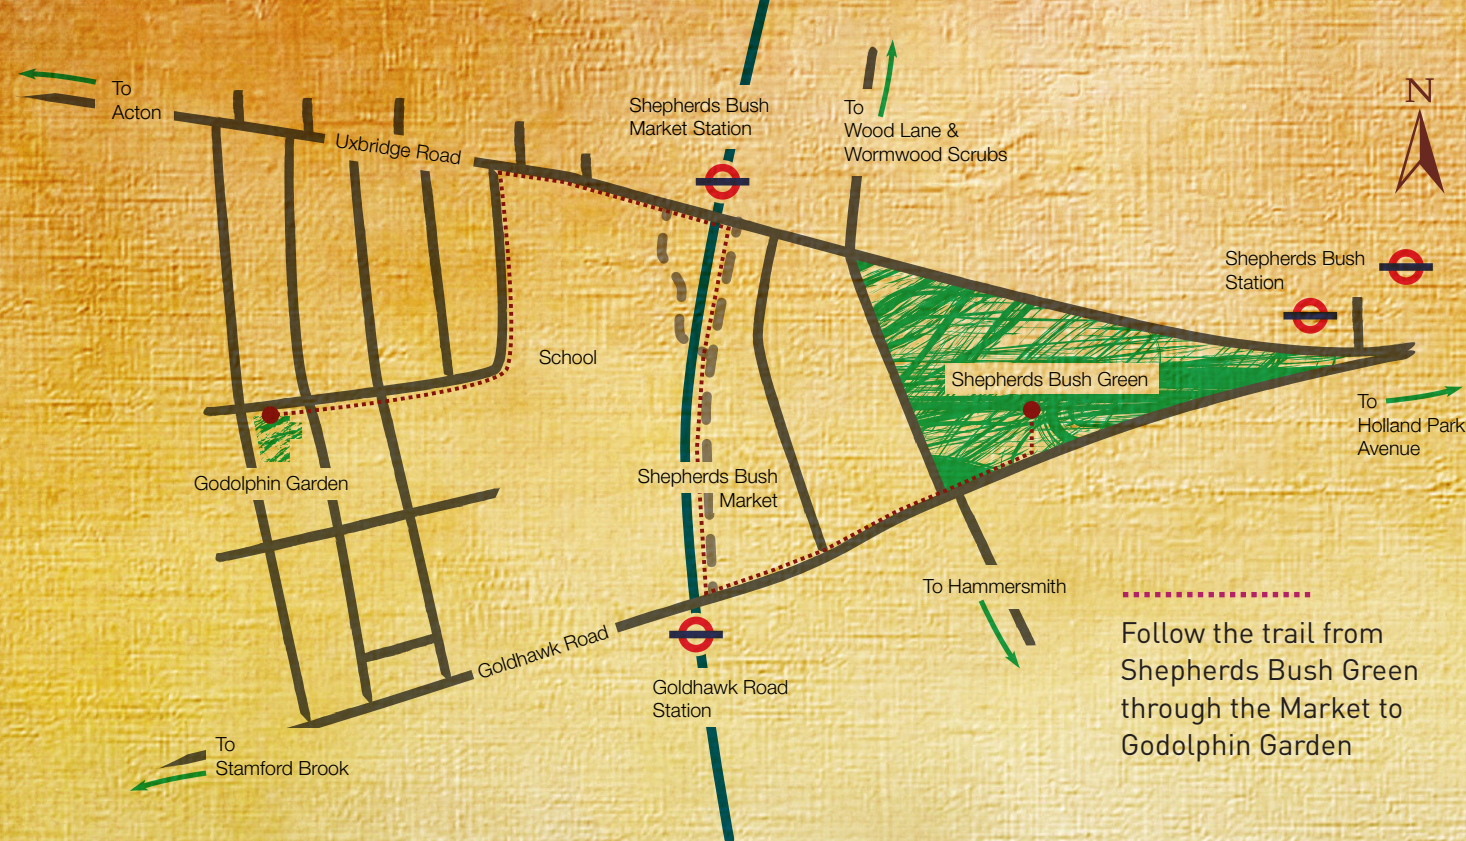 To
Acton
Uxbridge Road
Shepherds Bush
Market Station
To
Wood Lane &
Wormwood Scrubs
N
Shepherds Bush
Station
School
Shepherds Bush Green
To
Holland Park
Avenue
Godolphin Garden
Shepherds Bush
Market
To Hammersmith
Goldhawk Road
Goldhawk Road
Station
To
Stamford Brook
Follow the trail from
Shepherds Bush Green
through the Market to
Godolphin Garden